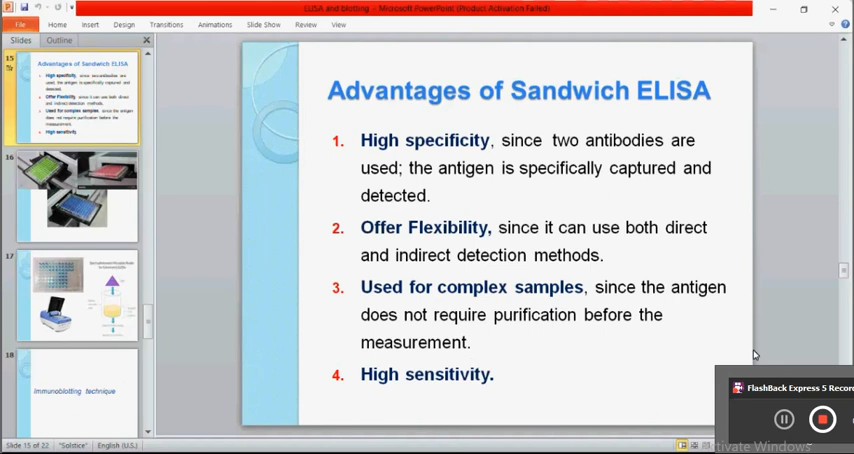 ELISA and blotting - Microsoft PowerPoint (Product Activation Failed)
File Home Insert Design Transitions Animations Slide Show Review View
Slides Outline
15
Advantages of Sandwich ELISA
High specificity, since two antibodies are
used; the antigen is specifically captured and
detected.
Offer Flexibility, since it can use both direct
and indirect detection methods.
Used for complex samples, since the antigen
does not require purification before the
measurement.
High sensitivity.
16
17
18
Immunoblotting technique
Advantages of Sandwich ELISA
1. High specificity, since two antibodies are
used; the antigen is specifically captured and
detected.
2. Offer Flexibility, since it can use both direct
and indirect detection methods.
3. Used for complex samples, since the antigen
does not require purification before the
measurement.
4. High sensitivity.
FlashBack Express 5 Recor
tivate Windows
Slide 15 of 22 "Solstice" English (U.S.)